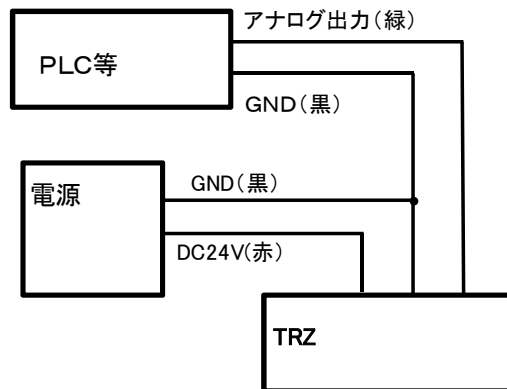 アナログ出力(緑)
PLC等
GND(黒)
GND(黒)
電源
DC24V(赤)
TRZ